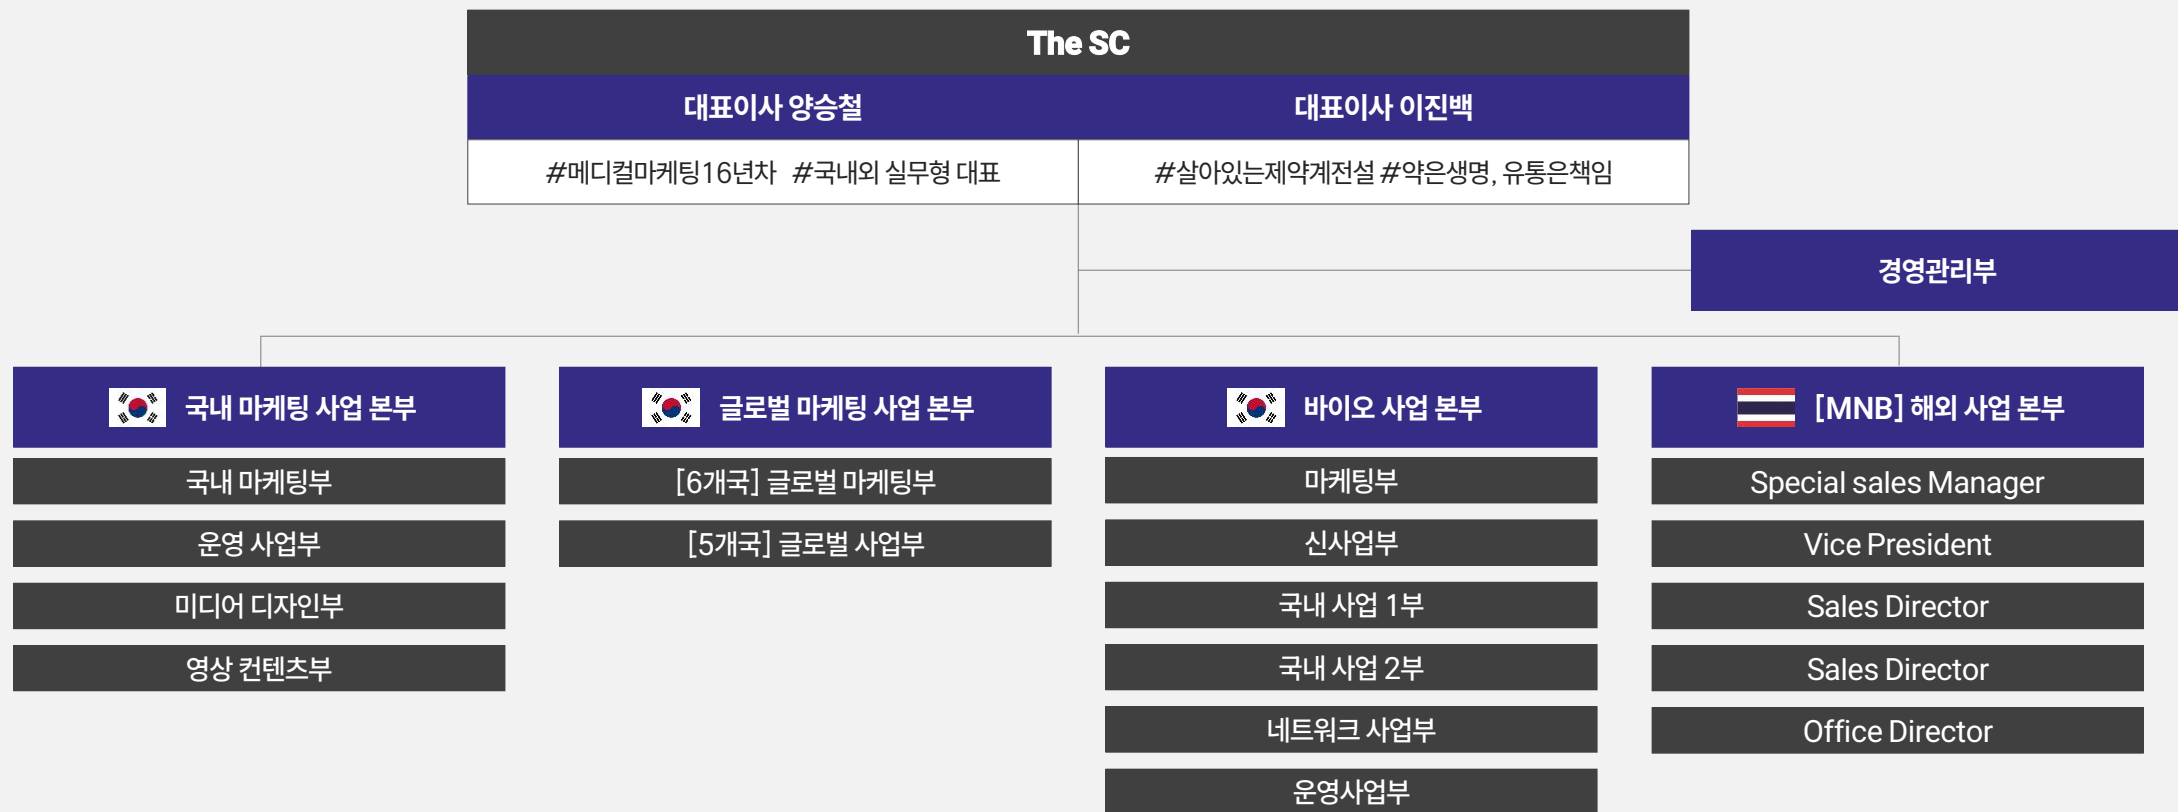 The SC
대표이사 양승철
대표이사 이진백
#메디컬마케팅16년차 #국내외 실무형 대표
#살아있는제약계전설 #약은생명, 유통은책임
경영관리부
국내 마케팅 사업 본부
국내 마케팅부
운영 사업부
미디어 디자인부
영상 컨텐츠부
글로벌 마케팅 사업 본부
[6개국] 글로벌 마케팅부
[5개국] 글로벌 사업부
바이오 사업 본부
마케팅부
신사업부
국내 사업 1부
국내 사업 2부
네트워크 사업부
운영사업부
[MNB] 해외 사업 본부
Special sales Manager
Vice President
Sales Director
Sales Director
Office Director